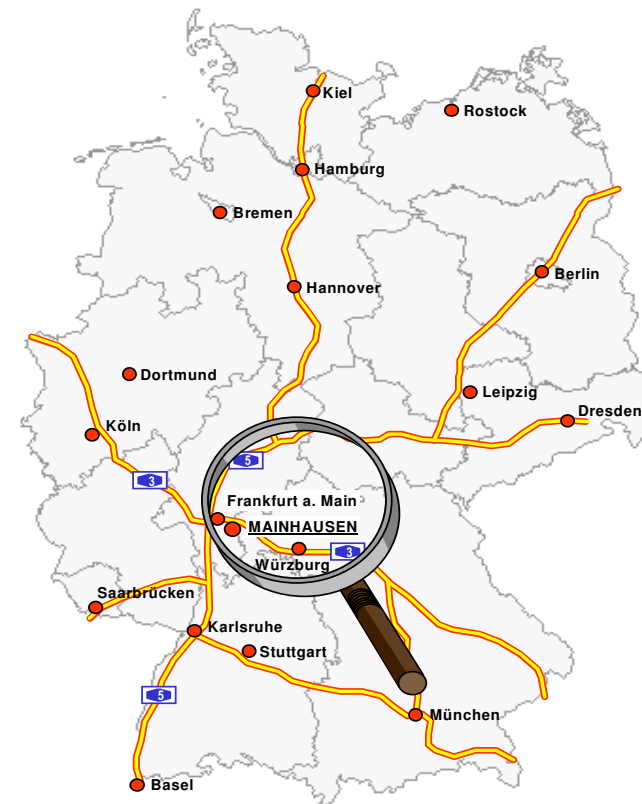 Kiel
Rostock
Hamburg
Bremen
Berlin
Hannover
Dortmund
Leipzig
Dresden
Köln
5
3
Frankfurt a. Main
MAINHAUSEN
3
Würzburg
Saarbrücken
Karlsruhe
Stuttgart
5
München
Basel